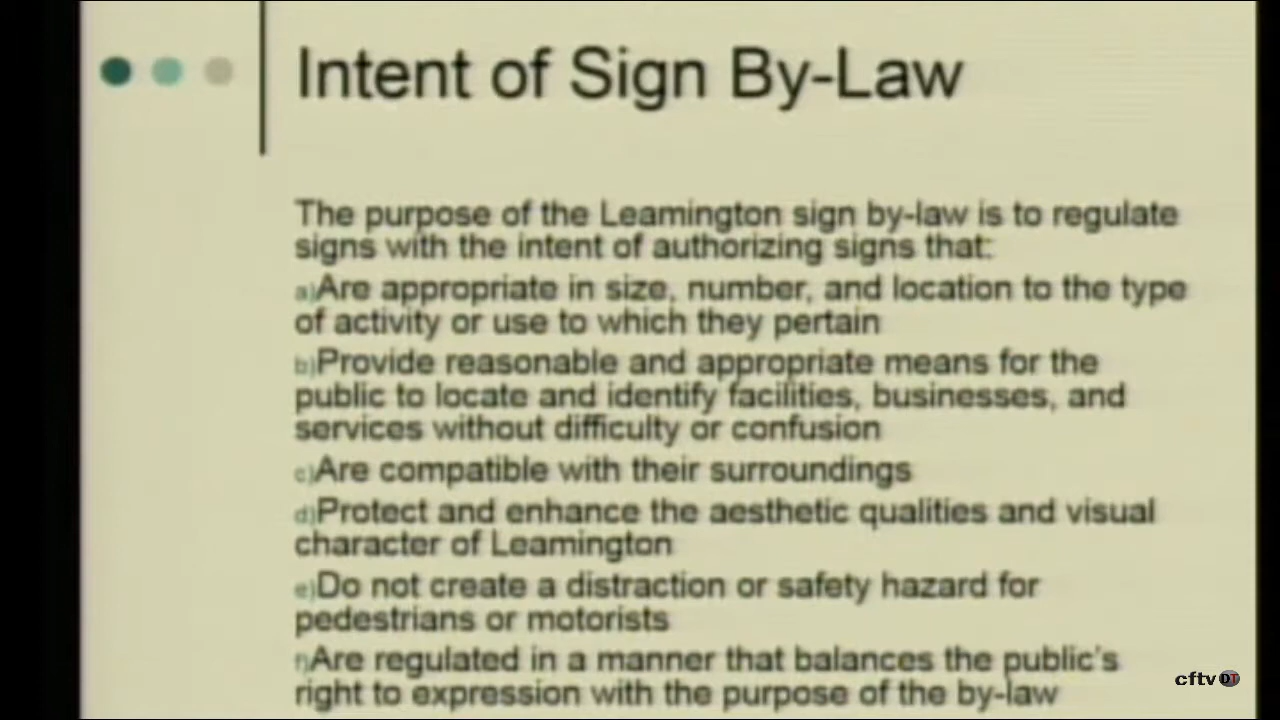 Intent of Sign By-Law
The purpose of the Leamington sign by-law is to regulate
signs with the intent of authorizing signs that:
a)Are appropriate in size, number, and location to the type
of activity or use to which they pertain
b)Provide reasonable and appropriate means for the
public to locate and identify facilities, businesses, and
services without difficulty or confusion
c)Are compatible with their surroundings
d)Protect and enhance the aesthetic qualities and visual
character of Leamington
e)Do not create a distraction or safety hazard for
pedestrians or motorists
f)Are regulated in a manner that balances the public's
right to expression with the purpose of the by-law
cftv DT